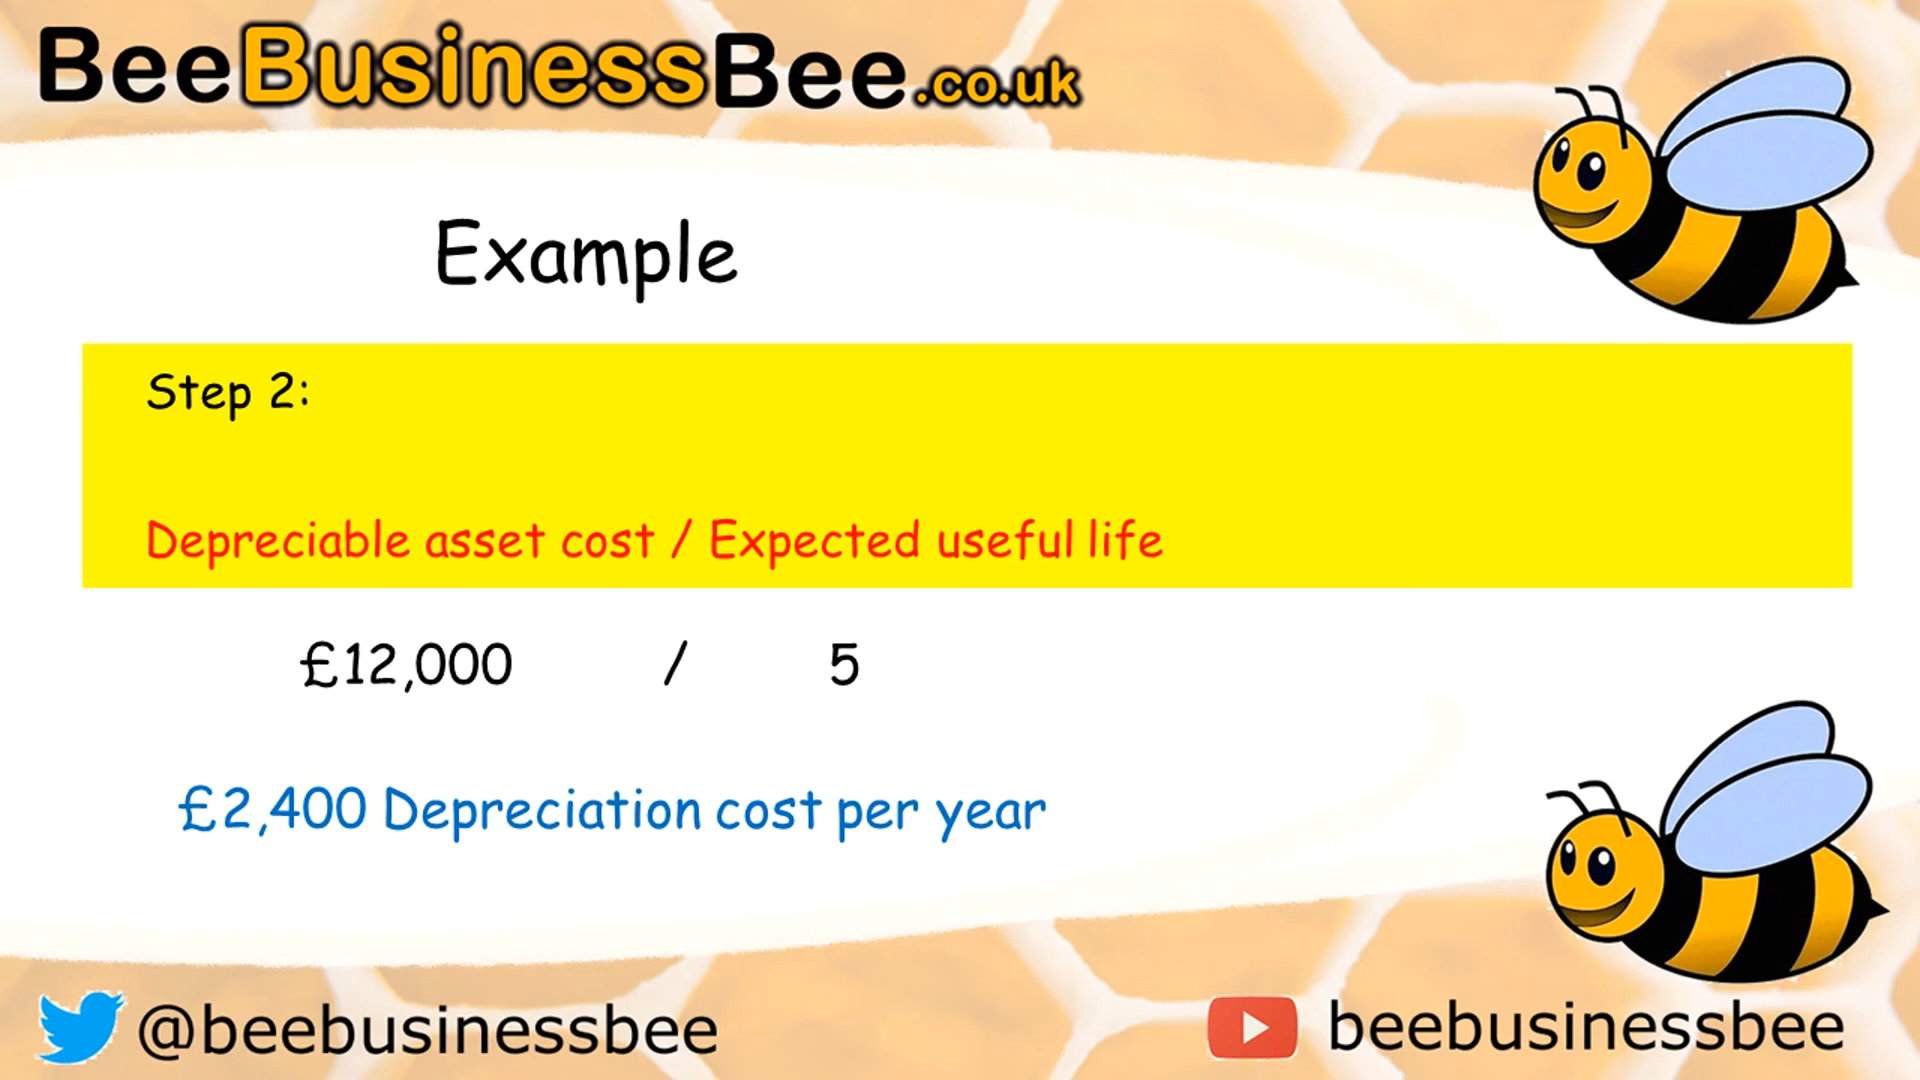 BeeBusinessBee.co.uk
Example
Step 2:
Depreciable asset cost / Expected useful life
£12,000 / 5
£2,400 Depreciation cost per year
@beebusinessbee
beebusinessbee